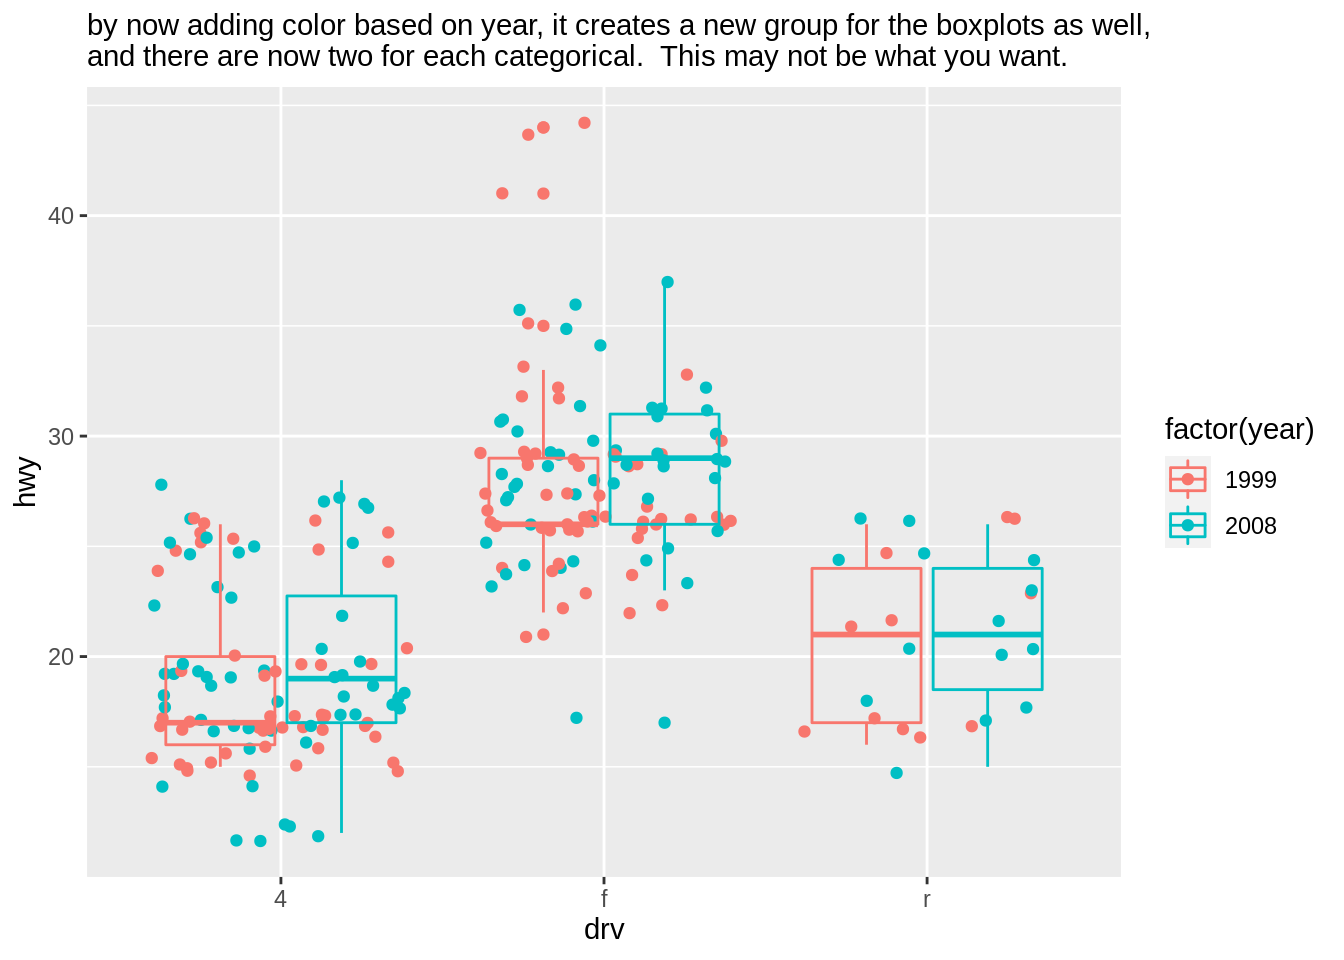 by now adding color based on year, it creates a new group for the boxplots as well,
and there are now two for each categorical.  This may not be what you want.
hwy
40
30
20
4
f
r
drv
factor(year)
1999
2008